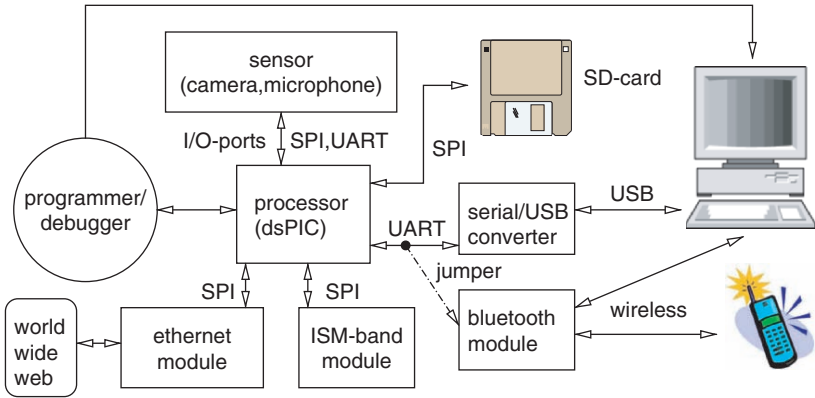 sensor
(camera,microphone)
SD-card
I/O-ports
SPI,UART
SPI
programmer/
debugger
processor
(dsPIC)
UART
serial/USB
converter
USB
jumper
SPI
SPI
world
wide
web
ethernet
module
ISM-band
module
bluetooth
module
wireless